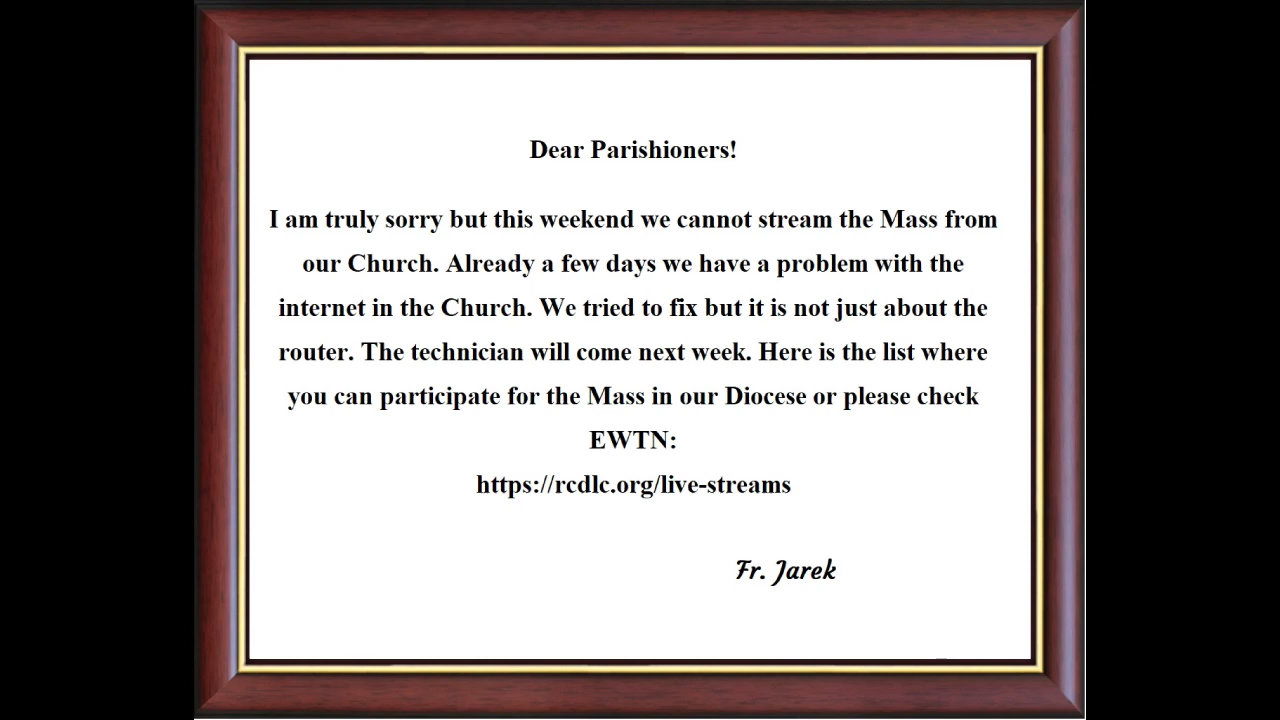 Dear Parishioners!
I am truly sorry but this weekend we cannot stream the Mass from
our Church. Already a few days we have a problem with the
internet in the Church. We tried to fix but it is not just about the
router. The technician will come next week. Here is the list where
you can participate for the Mass in our Diocese or please check
EWTN:
https://rcdlc.org/live-streams
Fr. Jarek